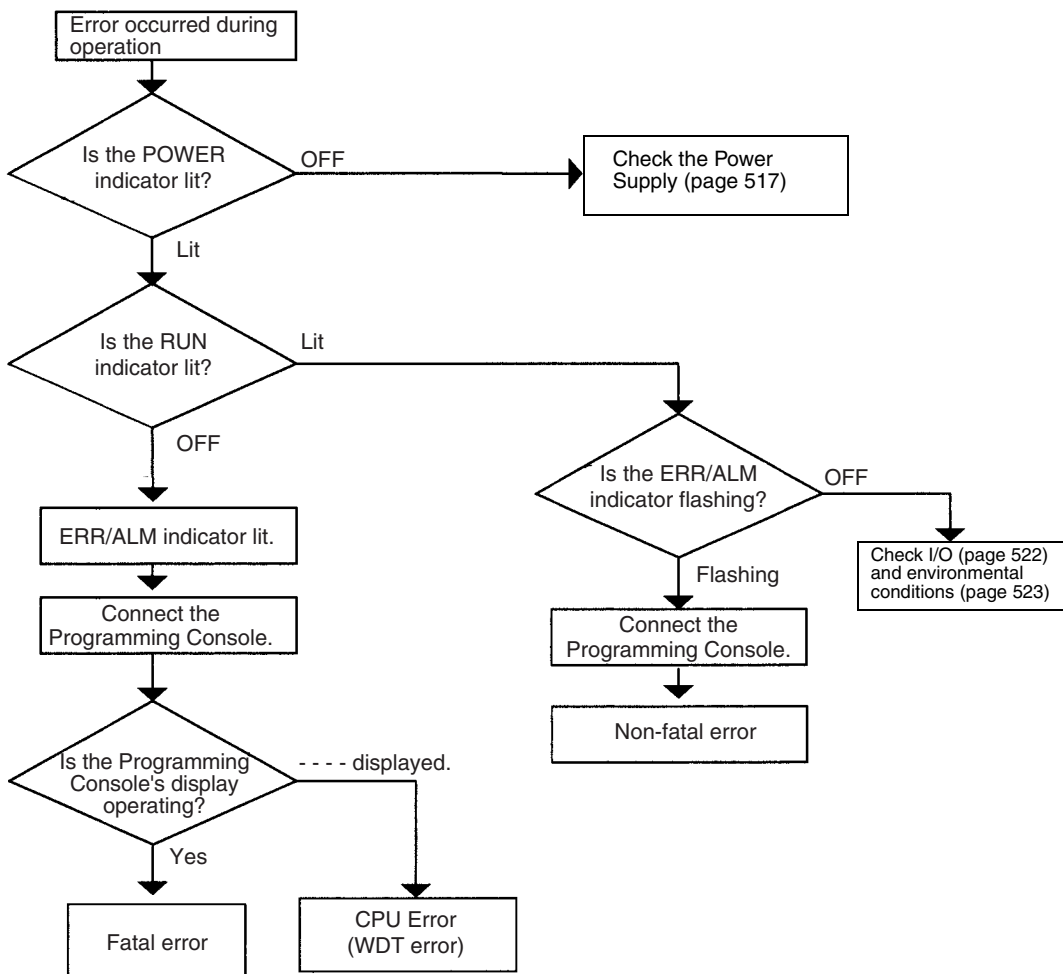 Error occurred during
operation
Is the POWER
indicator lit?
OFF
Check the Power
Supply (page 517)
Lit
Is the RUN
indicator lit?
Lit
OFF
Is the ERR/ALM
indicator flashing?
OFF
ERR/ALM indicator lit.
Check I/O (page 522)
and environmental
conditions (page 523)
Flashing
Connect the
Programming Console.
Connect the
Programming Console.
Non-fatal error
Is the Programming
Console's display
operating?
- - - - displayed.
Yes
Fatal error
CPU Error
(WDT error)